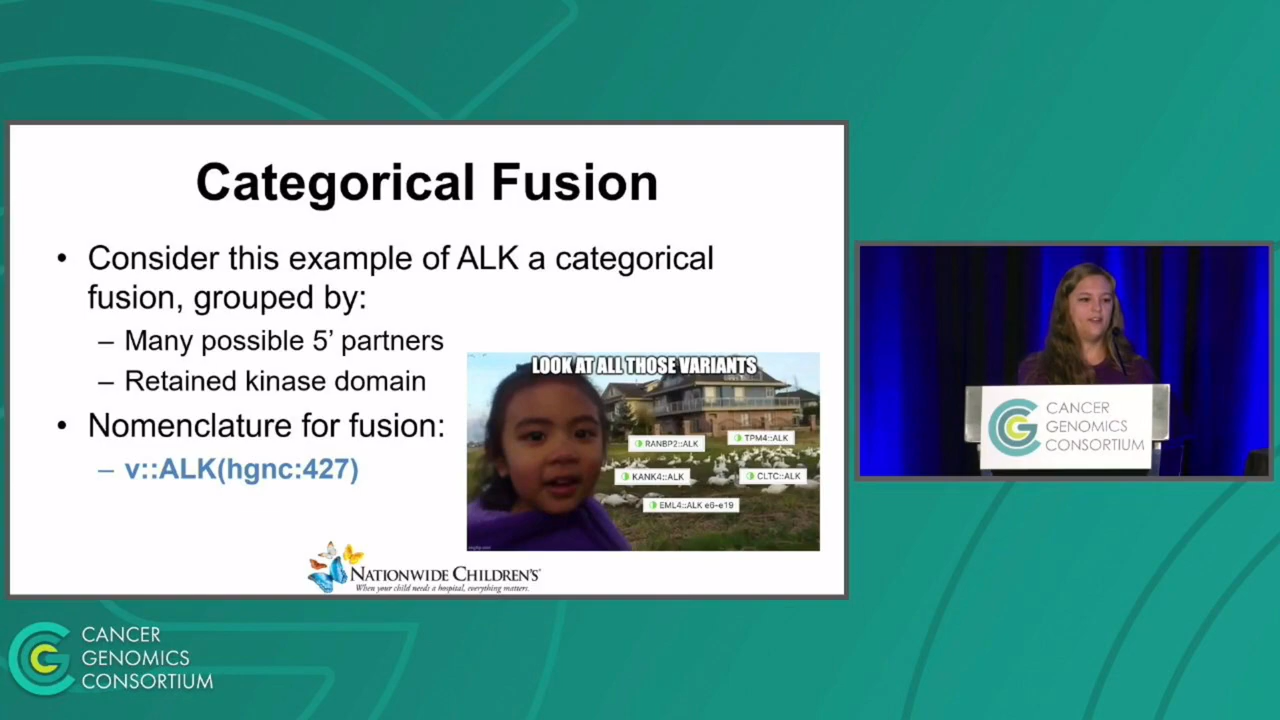 Categorical Fusion
• Consider this example of ALK a categorical
fusion, grouped by:
– Many possible 5’ partners
– Retained kinase domain
• Nomenclature for fusion:
– v::ALK(hgnc:427)
LOOK AT ALL THOSE VARIANTS
RANBP2::ALK
TPM4::ALK
KANK4::ALK
CLTC::ALK
EML4::ALK e6-e19
imgflip.com
NATIONWIDE CHILDREN'S
When your child needs a hospital, everything matters.
CANCER
GENOMICS
CONSORTIUM
CANCER
GENOMICS
CONSORTIUM